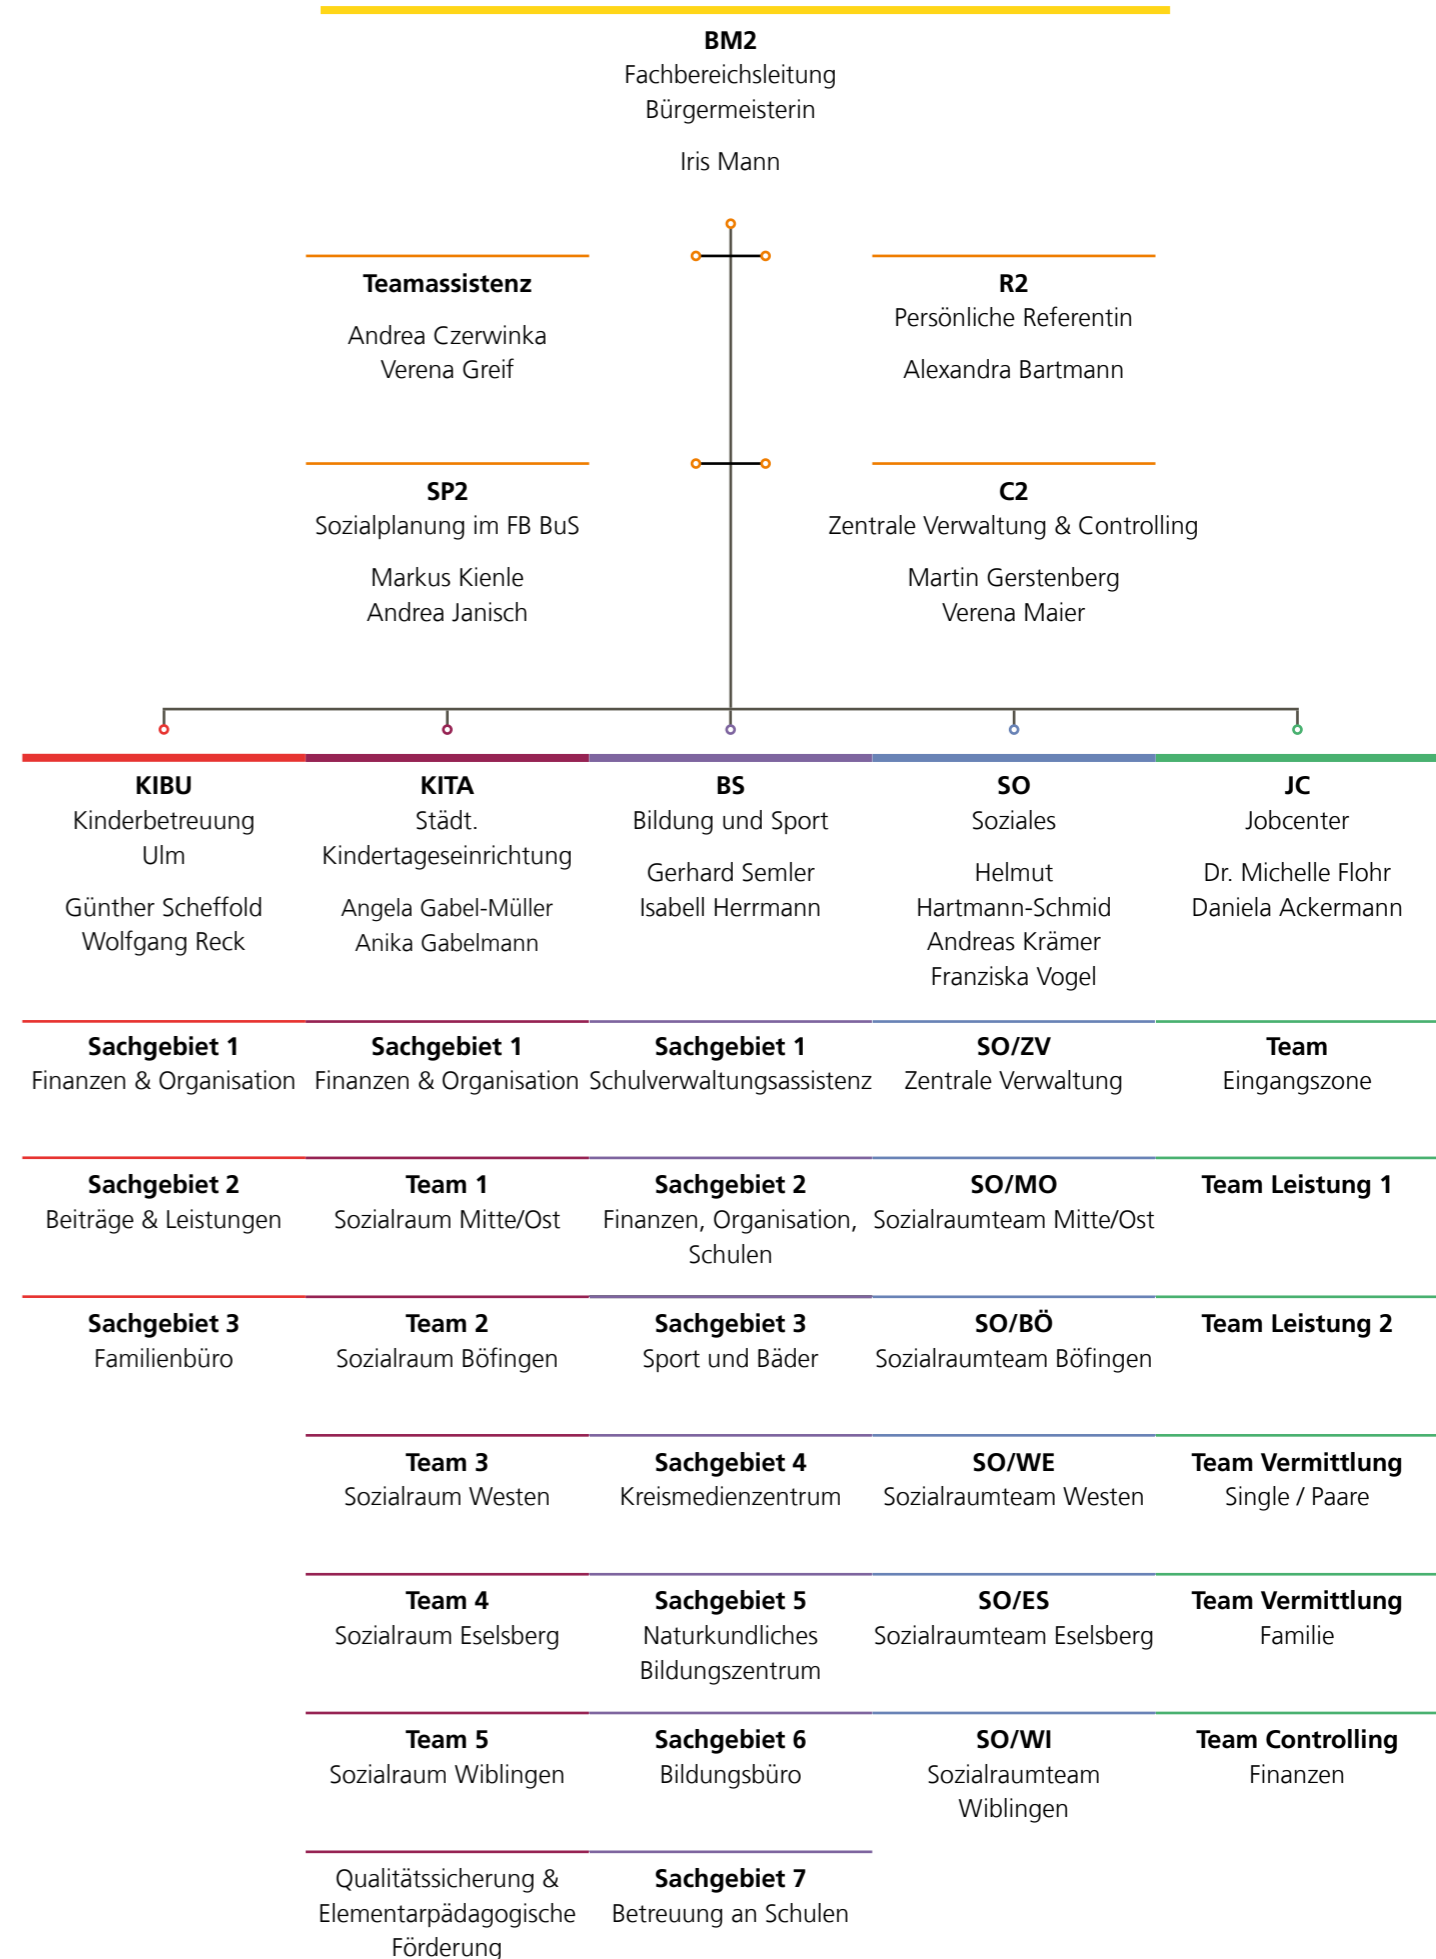 BM2
Fachbereichsleitung
Bürgermeisterin
Iris Mann
Teamassistenz
Andrea Czerwinka
Verena Greif
R2
Persönliche Referentin
Alexandra Bartmann
SP2
Sozialplanung im FB BuS
Markus Kienle
Andrea Janisch
C2
Zentrale Verwaltung & Controlling
Martin Gerstenberg
Verena Maier
KIBU
Kinderbetreuung
Ulm
Günther Scheffold
Wolfgang Reck
KITA
Städt.
Kindertageseinrichtung
Angela Gabel-Müller
Anika Gabelmann
BS
Bildung und Sport
Gerhard Semler
Isabell Herrmann
SO
Soziales
Helmut
Hartmann-Schmid
Andreas Krämer
Franziska Vogel
JC
Jobcenter
Dr. Michelle Flohr
Daniela Ackermann
Sachgebiet 1
Finanzen & Organisation
Sachgebiet 1
Finanzen & Organisation
Sachgebiet 1
Schulverwaltungsassistenz
SO/ZV
Zentrale Verwaltung
Team
Eingangszone
Sachgebiet 2
Beiträge & Leistungen
Team 1
Sozialraum Mitte/Ost
Sachgebiet 2
Finanzen, Organisation,
Schulen
SO/MO
Sozialraumteam Mitte/Ost
Team Leistung 1
Sachgebiet 3
Familienbüro
Team 2
Sozialraum Böfingen
Sachgebiet 3
Sport und Bäder
SO/BÖ
Sozialraumteam Böfingen
Team Leistung 2
Team 3
Sozialraum Westen
Sachgebiet 4
Kreismedienzentrum
SO/WE
Sozialraumteam Westen
Team Vermittlung
Single / Paare
Team 4
Sozialraum Eselsberg
Sachgebiet 5
Naturkundliches
Bildungszentrum
SO/ES
Sozialraumteam Eselsberg
Team Vermittlung
Familie
Team 5
Sozialraum Wiblingen
Sachgebiet 6
Bildungsbüro
SO/WI
Sozialraumteam
Wiblingen
Team Controlling
Finanzen
Qualitätssicherung &
Elementarpädagogische
Förderung
Sachgebiet 7
Betreuung an Schulen